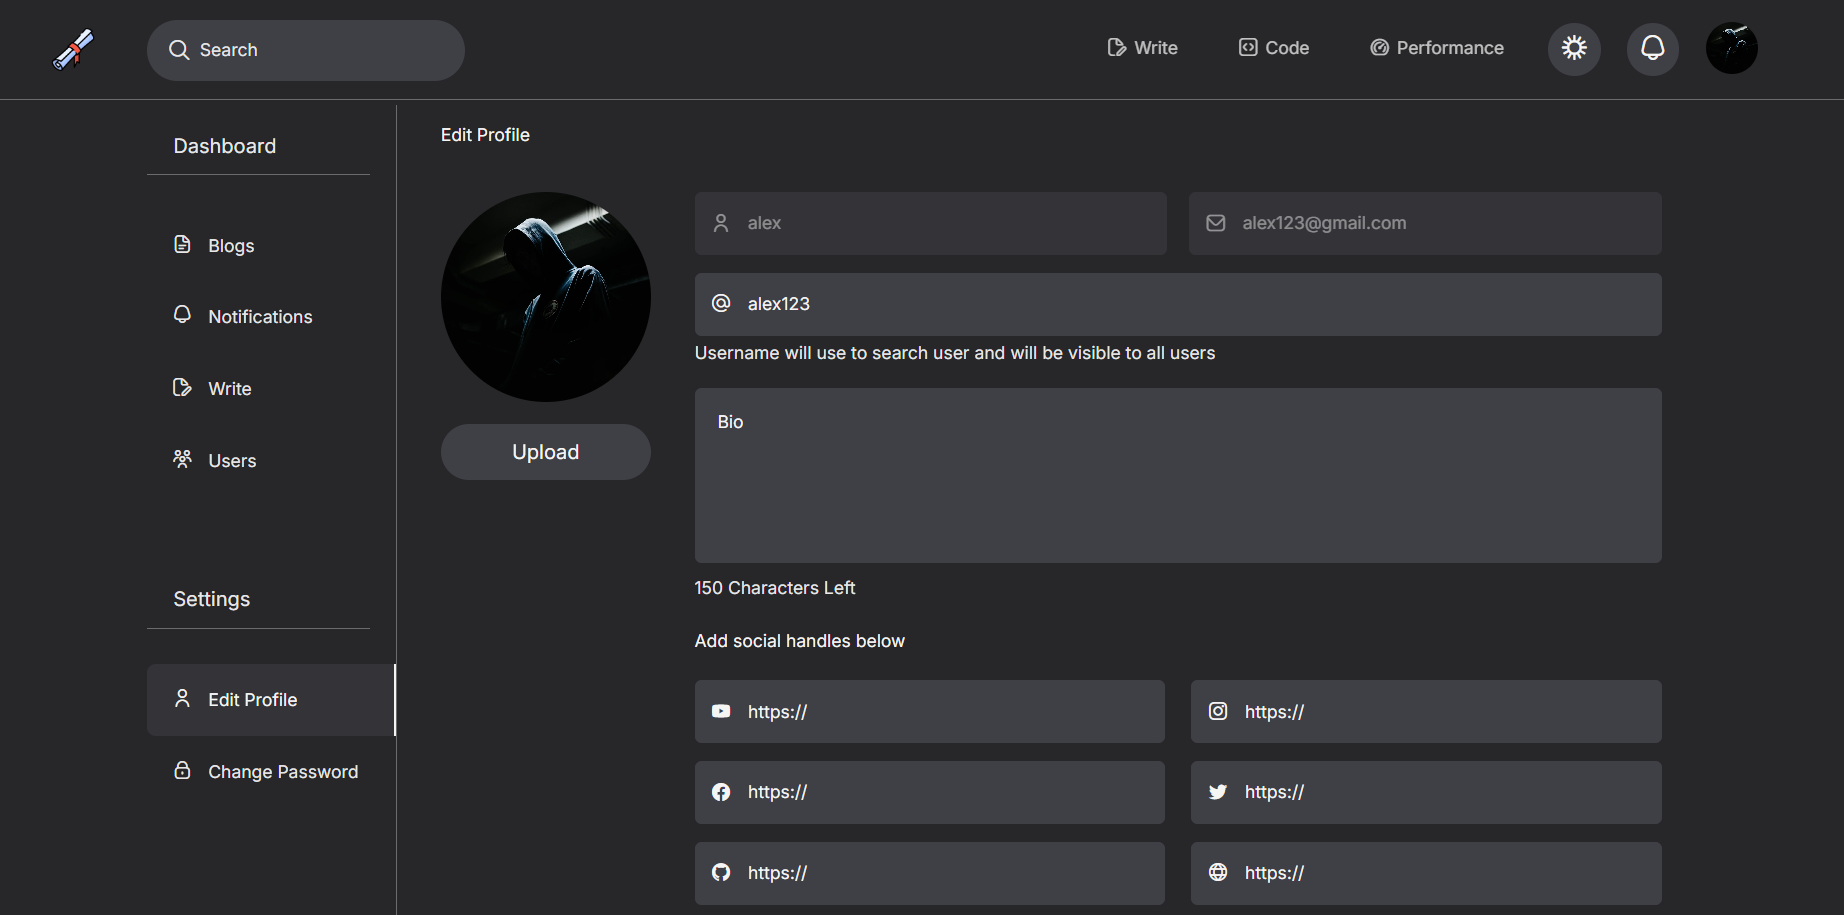 Search
Write
Code
Performance
Dashboard
Blogs
Notifications
Write
Users
Settings
Edit Profile
Change Password
Edit Profile
Upload
alex
alex123@gmail.com
alex123
Username will use to search user and will be visible to all users
Bio
150 Characters Left
Add social handles below
https://
https://
https://
https://
https://
https://